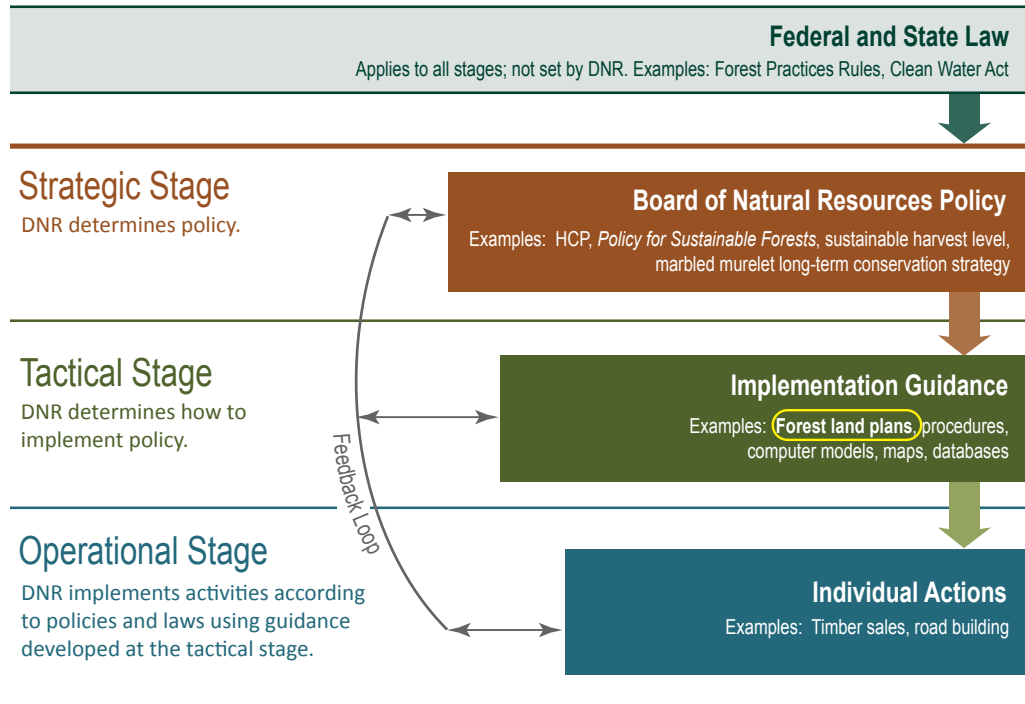 Federal and State Law
Applies to all stages; not set by DNR. Examples: Forest Practices Rules, Clean Water Act
Strategic Stage
DNR determines policy.
Board of Natural Resources Policy
Examples:  HCP, Policy for Sustainable Forests, sustainable harvest level,
marbled murelet long-term conservation strategy
Tactical Stage
DNR determines how to
implement policy.
Implementation Guidance
Examples: Forest land plans, procedures,
computer models, maps, databases
Feedback Loop
Operational Stage
DNR implements activities according
to policies and laws using guidance
developed at the tactical stage.
Individual Actions
Examples:  Timber sales, road building